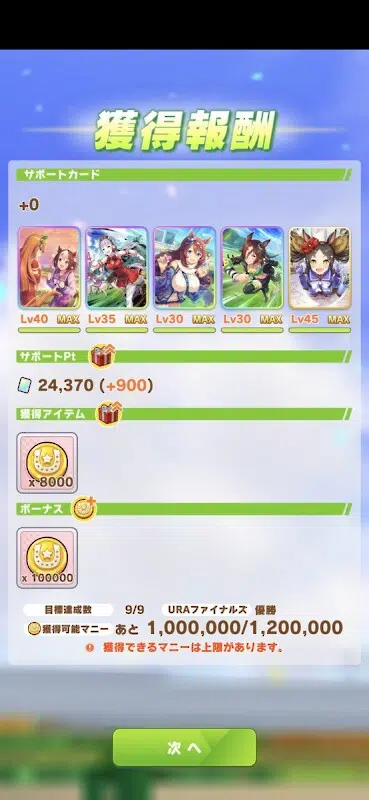 獲得報酬
サポートカード
+0
Lv40 MAX Lv35 MAX Lv30 MAX Lv30 MAX Lv45 MAX
サポートPt
24,370 (+900)
獲得アイテム
x 8000
ボーナス
x 100000
目標達成数 9/9 URAファイナルズ 優勝
獲得可能マニー あと 1,000,000/1,200,000
獲得できるマニーは上限があります。
次へ